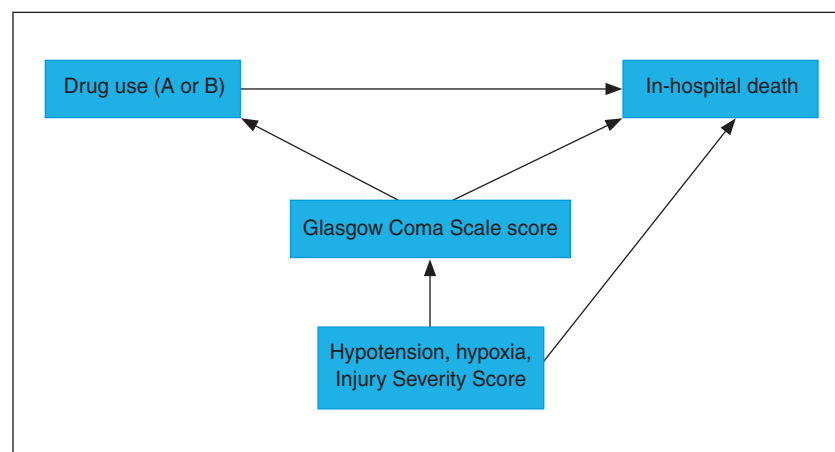 Drug use (A or B)
In-hospital death
Glasgow Coma Scale score
Hypotension, hypoxia,
Injury Severity Score